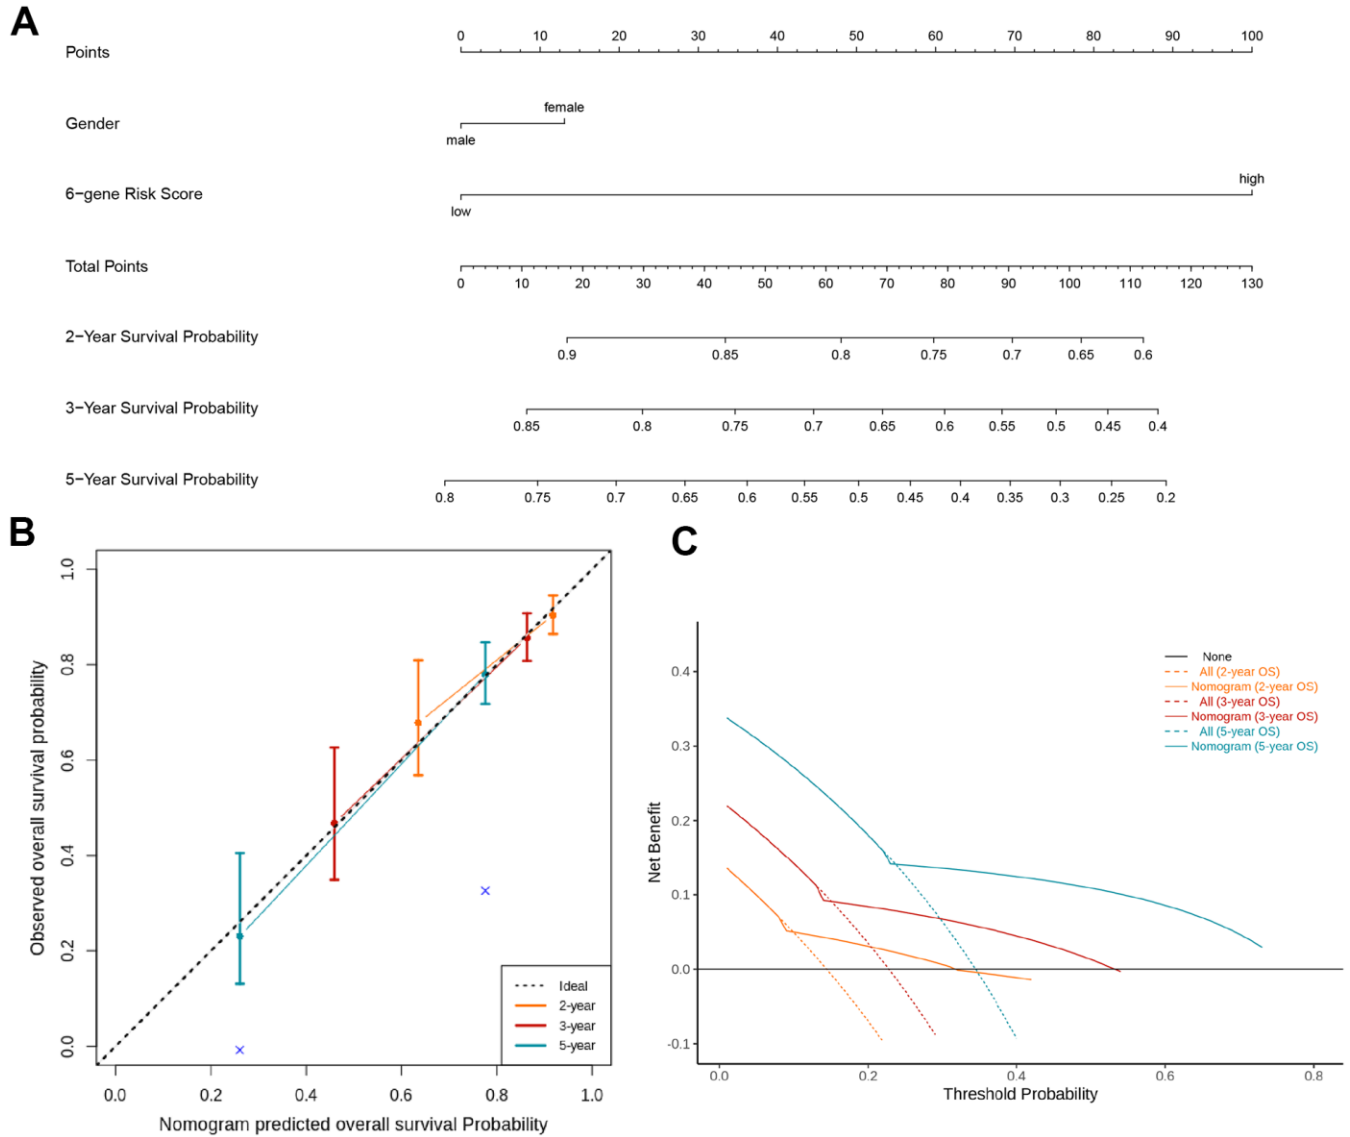 A
0 10 20 30 40 50 60 70 80 90 100
Points
female
Gender
male
high
6−gene Risk Score
low
Total Points
0 10 20 30 40 50 60 70 80 90 100 110 120 130
2−Year Survival Probability
0.9 0.85 0.8 0.75 0.7 0.65 0.6
3−Year Survival Probability
0.85 0.8 0.75 0.7 0.65 0.6 0.55 0.5 0.45 0.4
5−Year Survival Probability
0.8 0.75 0.7 0.65 0.6 0.55 0.5 0.45 0.4 0.35 0.3 0.25 0.2
B
Observed overall survival probability
1.0
0.8
0.6
0.4
0.2
0.0
Ideal
2-year
3-year
5-year
0.0 0.2 0.4 0.6 0.8 1.0
Nomogram predicted overall survival Probability
C
Net Benefit
0.4
0.3
0.2
0.1
0.0
-0.1
None
All (2-year OS)
Nomogram (2-year OS)
All (3-year OS)
Nomogram (3-year OS)
All (5-year OS)
Nomogram (5-year OS)
0.0 0.2 0.4 0.6 0.8
Threshold Probability